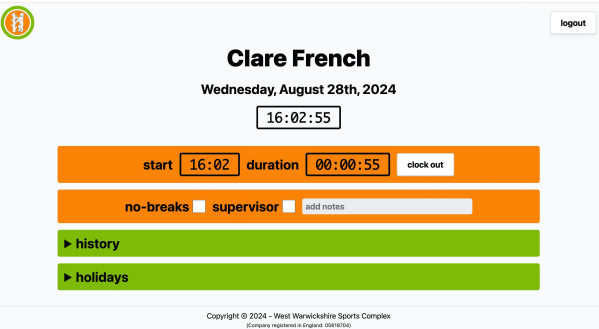 logout
Clare French
Wednesday, August 28th, 2024
16:02:55
start 16:02 duration 00:00:55 clock out
no-breaks supervisor add notes
history
holidays
Copyright © 2024 - West Warwickshire Sports Complex
(Company registered in England: 05918704)